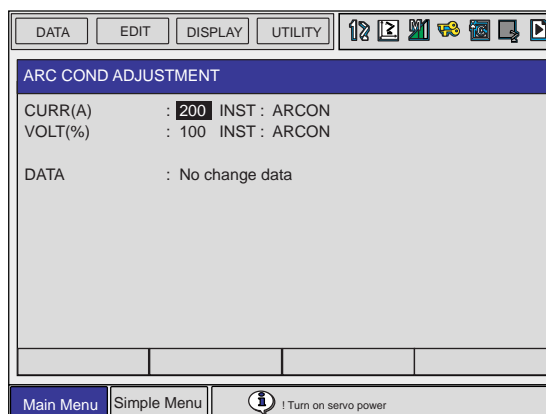 DATA EDIT DISPLAY UTILITY
ARC COND ADJUSTMENT
CURR(A) : 200 INST : ARCON
VOLT(%) : 100 INST : ARCON
DATA : No change data
Main Menu Simple Menu ! Turn on servo power